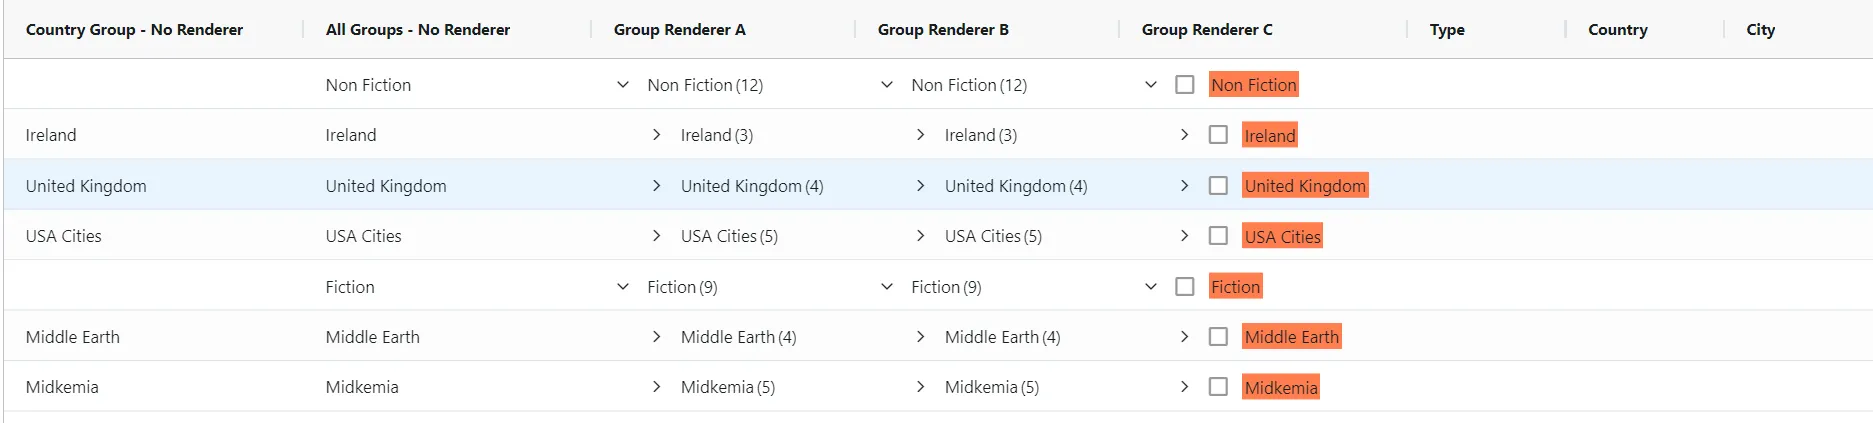 Country Group - No Renderer All Groups - No Renderer Group Renderer A Group Renderer B Group Renderer C Type Country City
Non Fiction Non Fiction (12) Non Fiction (12) Non Fiction
Ireland Ireland Ireland (3) Ireland (3) Ireland
United Kingdom United Kingdom United Kingdom (4) United Kingdom (4) United Kingdom
USA Cities USA Cities USA Cities (5) USA Cities (5) USA Cities
Fiction Fiction (9) Fiction (9) Fiction
Middle Earth Middle Earth Middle Earth (4) Middle Earth (4) Middle Earth
Midkemia Midkemia Midkemia (5) Midkemia (5) Midkemia